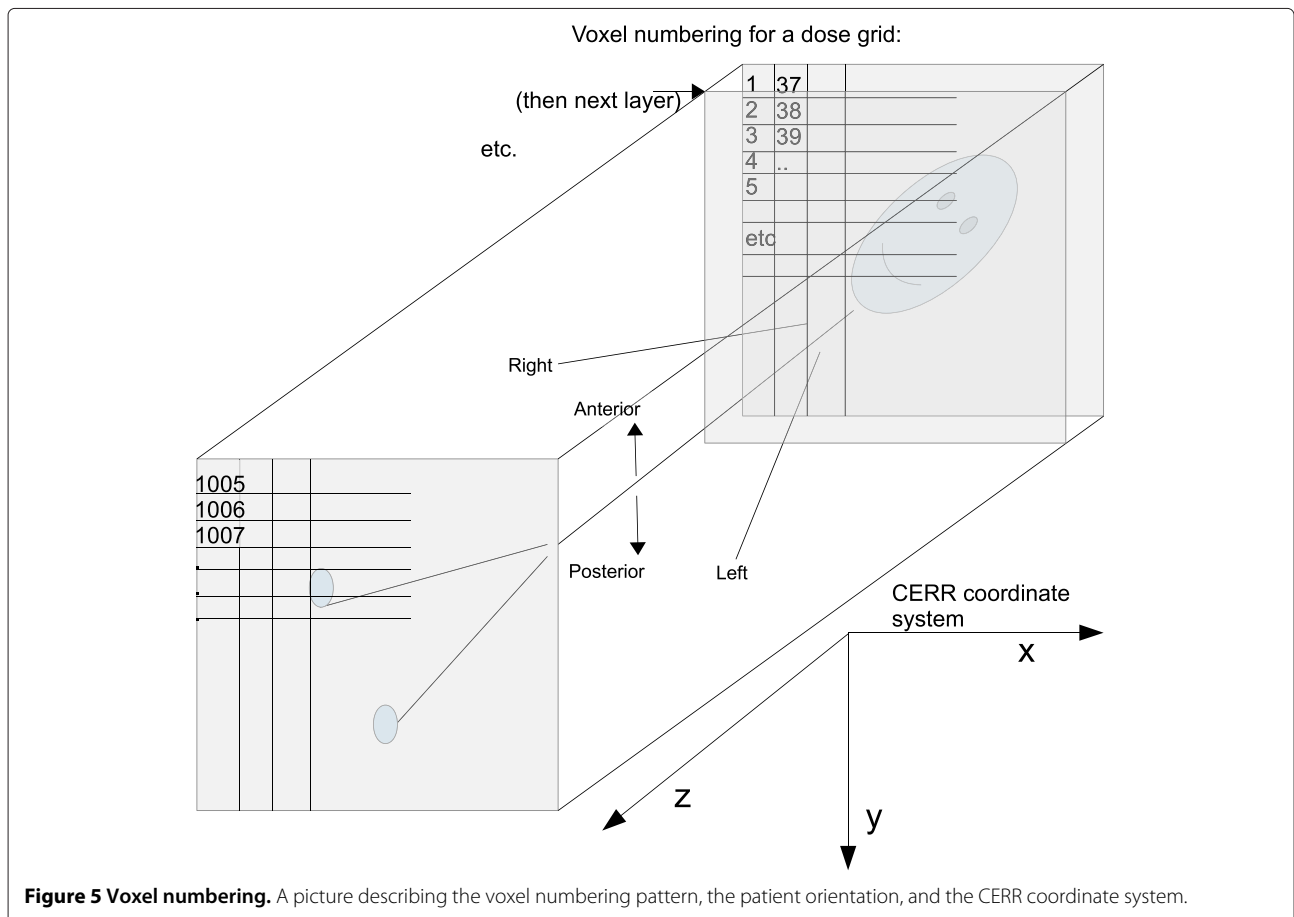 Voxel numbering for a dose grid:
1 37
(then next layer)
2 38
3 39
etc.
4 ..
5
etc
Right
Anterior
1005
1006
1007
Posterior
Left
CERR coordinate
system
x
z
y
Figure 5 Voxel numbering. A picture describing the voxel numbering pattern, the patient orientation, and the CERR coordinate system.